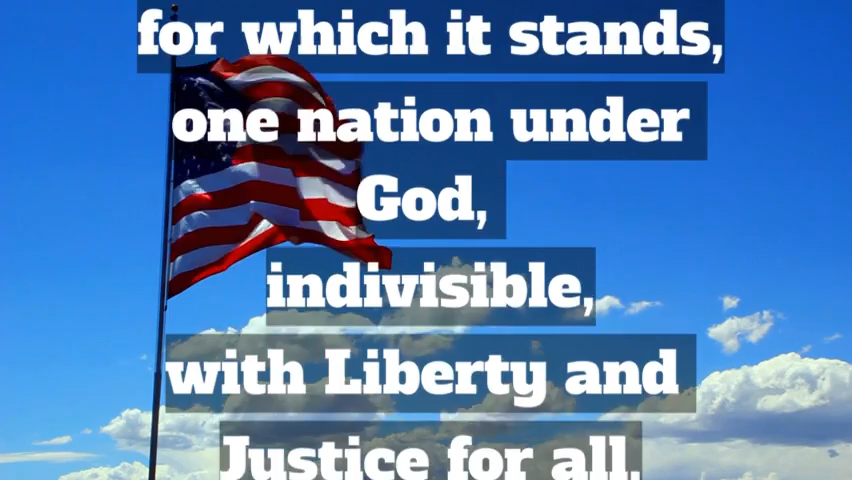 for which it stands,
one nation under
God,
indivisible,
with Liberty and
Justice for all.